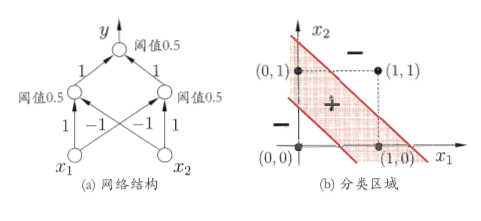 y
阈值0.5
1
1
阈值0.5
阈值0.5
1
−1
−1
1
x₁
x₂
(a) 网络结构
x₂
−
(0,1)
(1,1)
+
−
(0,0)
(1,0)
x₁
(b) 分类区域